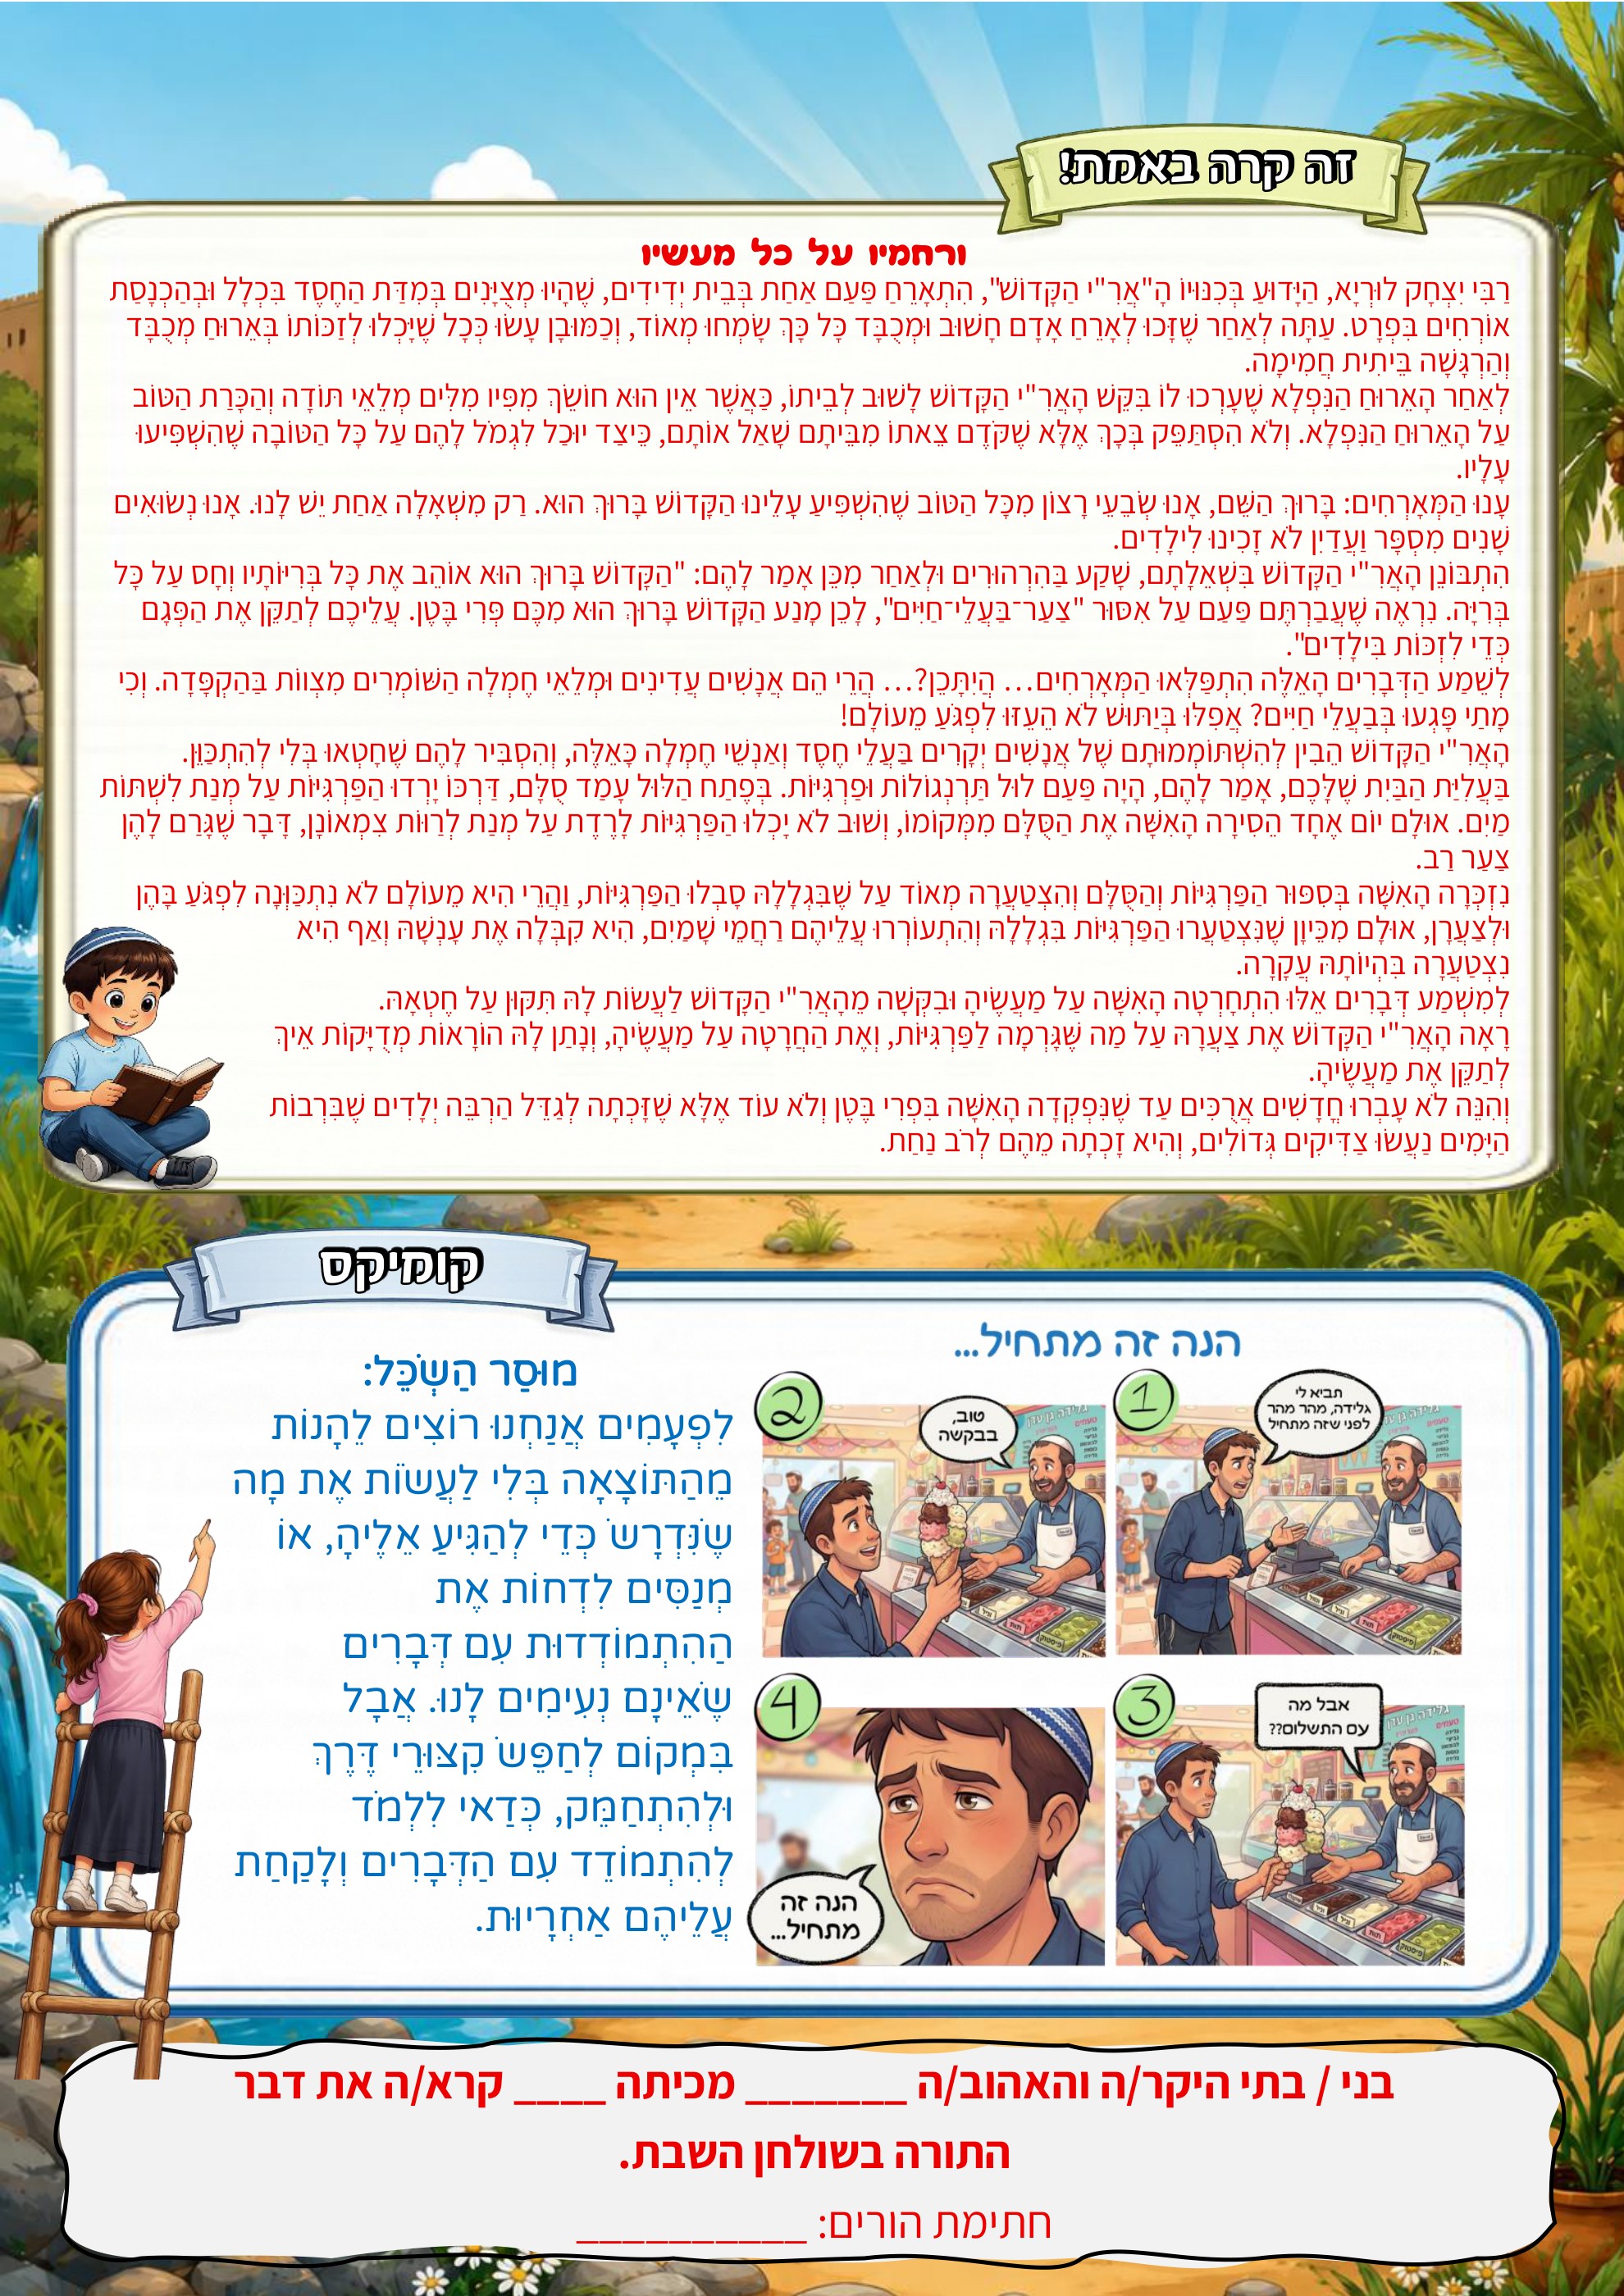 זה קרה באמת!
ורחמיו על כל מעשיו
רַבִּי יִצְחָק לוּרְיָא, הַיָּדוּעַ בְּכִנּוּיוֹ הָ"אֲרִ"י הַקָּדוֹשׁ", הִתְאָרֵחַ פַּעַם אַחַת בְּבֵית יְדִידִים, שֶׁהָיוּ מְצֻיָּנִים בְּמִדַּת הַחֶסֶד בִּכְלָל וּבְהַכְנָסַת
אוֹרְחִים בִּפְרָט. עַתָּה לְאַחַר שֶׁזָּכוּ לְאָרֵחַ אָדָם חָשׁוּב וּמְכֻבָּד כָּל כָּךְ שָׂמְחוּ מְאוֹד, וְכַמּוּבָן עָשׂוּ כְּכָל שֶׁיָּכְלוּ לְזַכּוֹתוֹ בְּאֵרוּחַ מְכֻבָּד
וְהַרְגָּשָׁה בֵּיתִית חֲמִימָה.
לְאַחַר הָאֵרוּחַ הַנִּפְלָא שֶׁעָרְכוּ לוֹ בִּקֵּשׁ הָאֲרִ"י הַקָּדוֹשׁ לָשׁוּב לְבֵיתוֹ, כַּאֲשֶׁר אֵין הוּא חוֹשֵׂךְ מִפִּיו מִלִּים מְלֵאֵי תּוֹדָה וְהַכָּרַת הַטּוֹב
עַל הָאֵרוּחַ הַנִּפְלָא. וְלֹא הִסְתַּפֵּק בְּכָךְ אֶלָּא שֶׁקֹּדֶם צֵאתוֹ מִבֵּיתָם שָׁאַל אוֹתָם, כֵּיצַד יוּכַל לִגְמֹל לָהֶם עַל כָּל הַטּוֹבָה שֶׁהִשְׁפִּיעוּ
עָלָיו.
עָנוּ הַמְּאָרְחִים: בָּרוּךְ הַשֵּׁם, אָנוּ שְׂבֵעֵי רָצוֹן מִכָּל הַטּוֹב שֶׁהִשְׁפִּיעַ עָלֵינוּ הַקָּדוֹשׁ בָּרוּךְ הוּא. רַק מִשְׁאָלָה אַחַת יֵשׁ לָנוּ. אָנוּ נְשׂוּאִים
שָׁנִים מִסְפָּר וַעֲדַיִן לֹא זָכִינוּ לִילָדִים.
הִתְבּוֹנֵן הָאֲרִ"י הַקָּדוֹשׁ בִּשְׁאֵלָתָם, שָׁקַע בְּהִרְהוּרִים וּלְאַחַר מִכֵּן אָמַר לָהֶם: "הַקָּדוֹשׁ בָּרוּךְ הוּא אוֹהֵב אֶת כָּל בְּרִיּוֹתָיו וְחָס עַל כָּל
בְּרִיָּה. נִרְאֶה שֶׁעֲבַרְתֶּם פַּעַם עַל אִסּוּר "צַעַר־בַּעֲלֵי־חַיִּים", לָכֵן מָנַע הַקָּדוֹשׁ בָּרוּךְ הוּא מִכֶּם פְּרִי בֶּטֶן. עֲלֵיכֶם לְתַקֵּן אֶת הַפְּגָם
כְּדֵי לִזְכּוֹת בִּילָדִים".
לְשֵׁמַע הַדְּבָרִים הָאֵלֶּה הִתְפַּלְּאוּ הַמְּאָרְחִים... הֲיִתָּכֵן?... הֲרֵי הֵם אֲנָשִׁים עֲדִינִים וּמְלֵאֵי חֶמְלָה הַשּׁוֹמְרִים מִצְווֹת בְּהַקְפָּדָה. וְכִי
מָתַי פָּגְעוּ בְּבַעֲלֵי חַיִּים? אֲפִלּוּ בְּיַתּוּשׁ לֹא הֵעֵזּוּ לִפְגֹּעַ מֵעוֹלָם!
הָאֲרִ"י הַקָּדוֹשׁ הֵבִין לְהִשְׁתּוֹמְמוּתָם שֶׁל אֲנָשִׁים יְקָרִים בַּעֲלֵי חֶסֶד וְאַנְשֵׁי חֶמְלָה כָּאֵלֶּה, וְהִסְבִּיר לָהֶם שֶׁחָטְאוּ בְּלִי לְהִתְכַּוֵּן.
בַּעֲלִיַּת הַבַּיִת שֶׁלָּכֶם, אָמַר לָהֶם, הָיָה פַּעַם לוּל תַּרְנְגוֹלוֹת וּפַרְגִּיּוֹת. בְּפֶתַח הַלּוּל עָמַד סֻלָּם, דַּרְכּוֹ יָרְדוּ הַפַּרְגִּיּוֹת עַל מְנַת לִשְׁתּוֹת
מַיִם. אוּלָם יוֹם אֶחָד הֵסִירָה הָאִשָּׁה אֶת הַסֻּלָּם מִמְּקוֹמוֹ, וְשׁוּב לֹא יָכְלוּ הַפַּרְגִּיּוֹת לָרֶדֶת עַל מְנַת לְרַוּוֹת צִמְאוֹנָן, דָּבָר שֶׁגָּרַם לָהֶן
צַעַר רַב.
נִזְכְּרָה הָאִשָּׁה בְּסִפּוּר הַפַּרְגִּיּוֹת וְהַסֻּלָּם וְהִצְטַעֲרָה מְאוֹד עַל שֶׁבִּגְלָלָהּ סָבְלוּ הַפַּרְגִּיּוֹת, וַהֲרֵי הִיא מֵעוֹלָם לֹא נִתְכַּוְּנָה לִפְגֹּעַ בָּהֶן
וּלְצַעֲרָן, אוּלָם מִכֵּיוָן שֶׁנִּצְטַעֲרוּ הַפַּרְגִּיּוֹת בִּגְלָלָהּ וְהִתְעוֹרְרוּ עֲלֵיהֶם רַחֲמֵי שָׁמַיִם, הִיא קִבְּלָה אֶת עָנְשָׁהּ וְאַף הִיא
נִצְטַעֲרָה בִּהְיוֹתָהּ עֲקָרָה.
לְמִשְׁמַע דְּבָרִים אֵלּוּ הִתְחָרְטָה הָאִשָּׁה עַל מַעֲשֶׂיהָ וּבִקְּשָׁה מֵהָאֲרִ"י הַקָּדוֹשׁ לַעֲשׂוֹת לָהּ תִּקּוּן עַל חֶטְאָהּ.
רָאָה הָאֲרִ"י הַקָּדוֹשׁ אֶת צַעֲרָהּ עַל מַה שֶּׁגָּרְמָה לַפַּרְגִּיּוֹת, וְאֶת הַחֲרָטָה עַל מַעֲשֶׂיהָ, וְנָתַן לָהּ הוֹרָאוֹת מְדֻיָּקוֹת אֵיךְ
לְתַקֵּן אֶת מַעֲשֶׂיהָ.
וְהִנֵּה לֹא עָבְרוּ חֳדָשִׁים אֲרֻכִּים עַד שֶׁנִּפְקְדָה הָאִשָּׁה בִּפְרִי בֶּטֶן וְלֹא עוֹד אֶלָּא שֶׁזָּכְתָה לְגַדֵּל הַרְבֵּה יְלָדִים שֶׁבִּרְבוֹת
הַיָּמִים נַעֲשׂוּ צַדִּיקִים גְּדוֹלִים, וְהִיא זָכְתָה מֵהֶם לְרֹב נַחַת.
קומיקס
הנה זה מתחיל...
1
תביא לי
גלידה, מהר מהר
לפני שזה מתחיל
גלידה גן עדן
טעמים
2
טוב,
בבקשה
3
אבל מה
עם התשלום??
4
הנה זה
מתחיל...
מוּסַר הַשְׂכֵּל:
לִפְעָמִים אֲנַחְנוּ רוֹצִים לֵהָנוֹת
מֵהַתּוֹצָאָה בְּלִי לַעֲשׂוֹת אֶת מָה
שֶׁנִּדְרָשׁ כְּדֵי לְהַגִּיעַ אֵלֶיהָ, אוֹ
מְנַסִּים לִדְחוֹת אֶת
הַהִתְמוֹדְדוּת עִם דְּבָרִים
שֶׁאֵינָם נְעִימִים לָנוּ. אֲבָל
בִּמְקוֹם לְחַפֵּשׂ קִצּוּרֵי דֶּרֶךְ
וּלְהִתְחַמֵּק, כְּדַאי לִלְמֹד
לְהִתְמוֹדֵד עִם הַדְּבָרִים וְלָקַחַת
עֲלֵיהֶם אַחְרָיוּת.
בני / בתי היקר/ה והאהוב/ה _______ מכיתה ____ קרא/ה את דבר
התורה בשולחן השבת.
חתימת הורים: __________